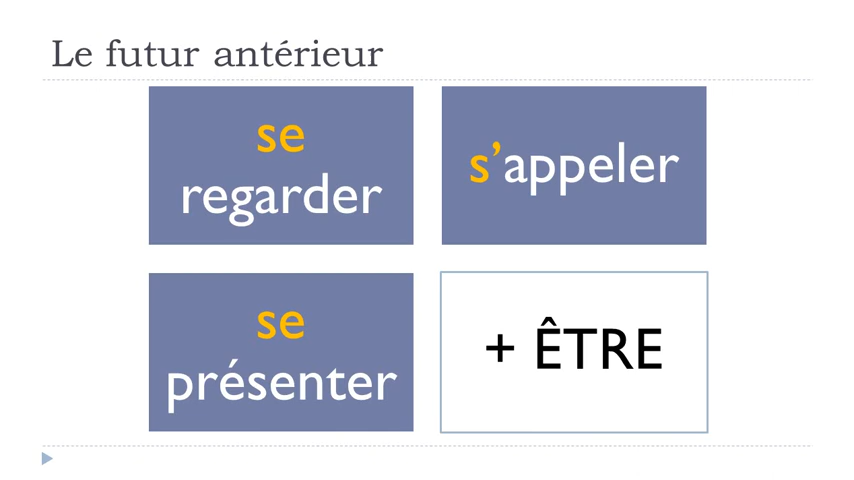 Le futur antérieur
se
regarder
s’appeler
se
présenter
+ ÊTRE